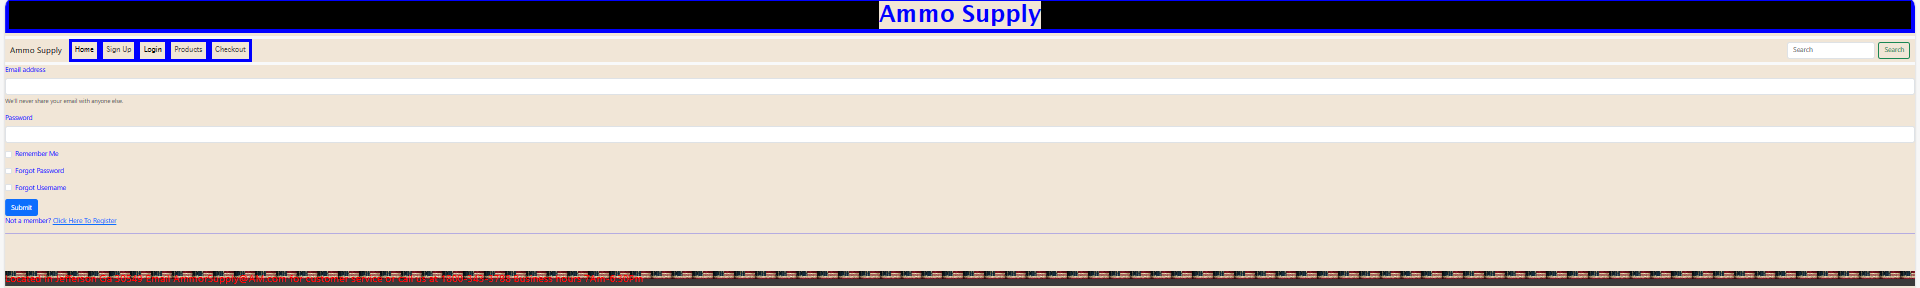 Ammo Supply
Ammo Supply Home Sign Up Login Products Checkout Search Search
Email address
We'll never share your email with anyone else.
Password
Remember Me
Forgot Password
Forgot Username
Submit
Not a member? Click Here To Register